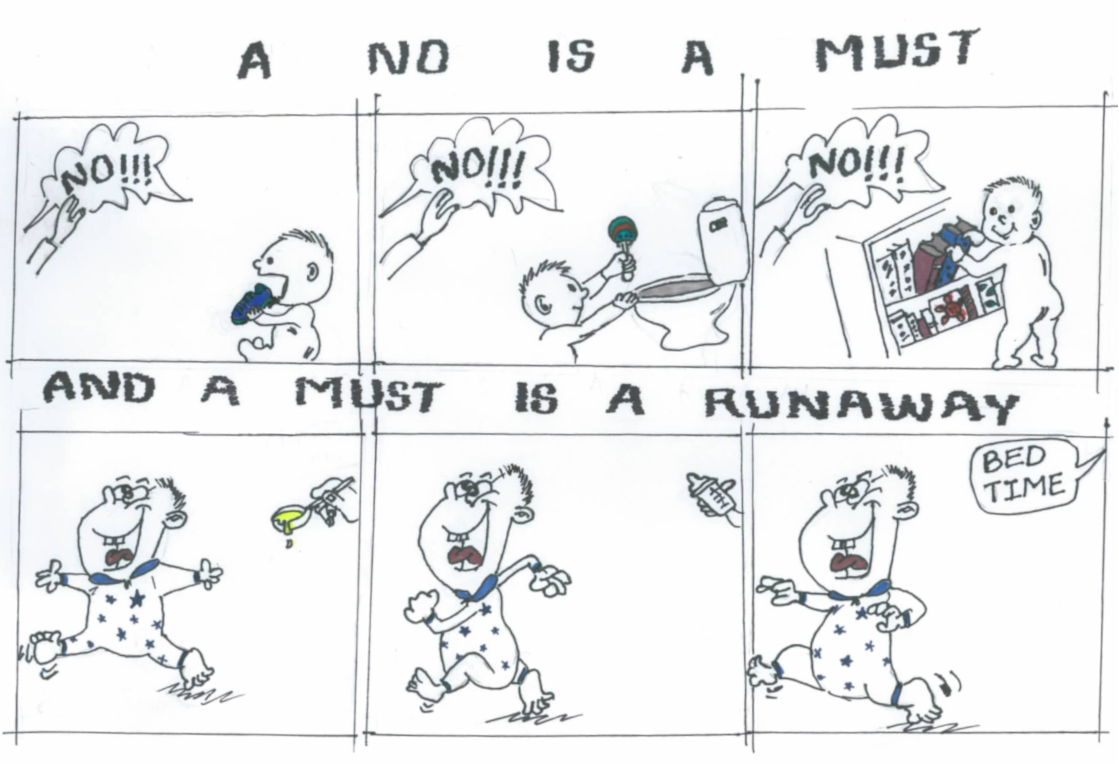 A NO IS A MUST
NO!!!
NO!!!
NO!!!
AND A MUST IS A RUNAWAY
BED
TIME